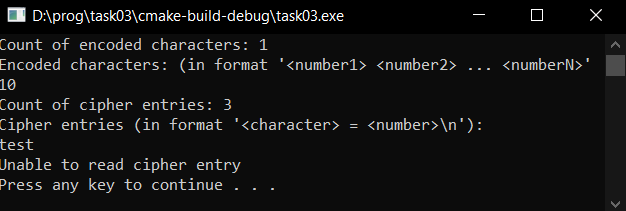 D:\prog\task03\cmake-build-debug\task03.exe
Count of encoded characters: 1
Encoded characters: (in format '<number1> <number2> ... <numberN>'
10
Count of cipher entries: 3
Cipher entries (in format '<character> = <number>\n'):
test
Unable to read cipher entry
Press any key to continue . . .